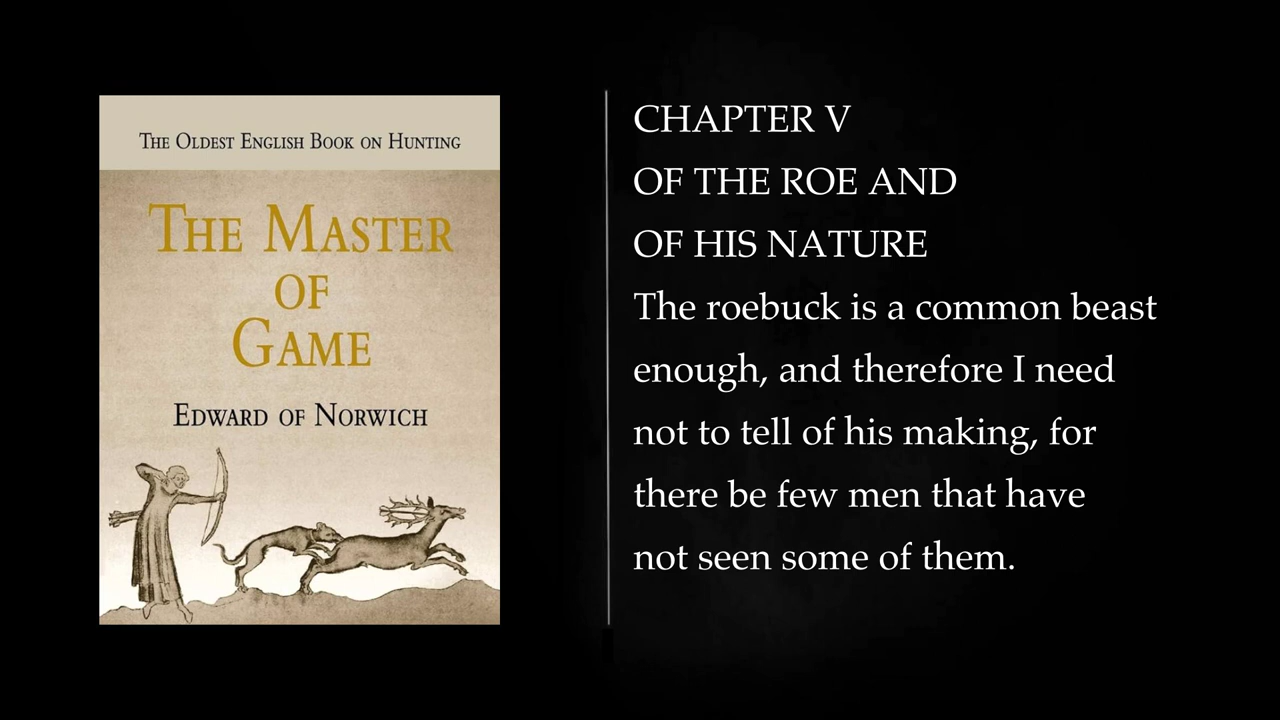 The Oldest English Book on Hunting
The Master
of
Game
Edward of Norwich
CHAPTER V
OF THE ROE AND
OF HIS NATURE
The roebuck is a common beast
enough, and therefore I need
not to tell of his making, for
there be few men that have
not seen some of them.